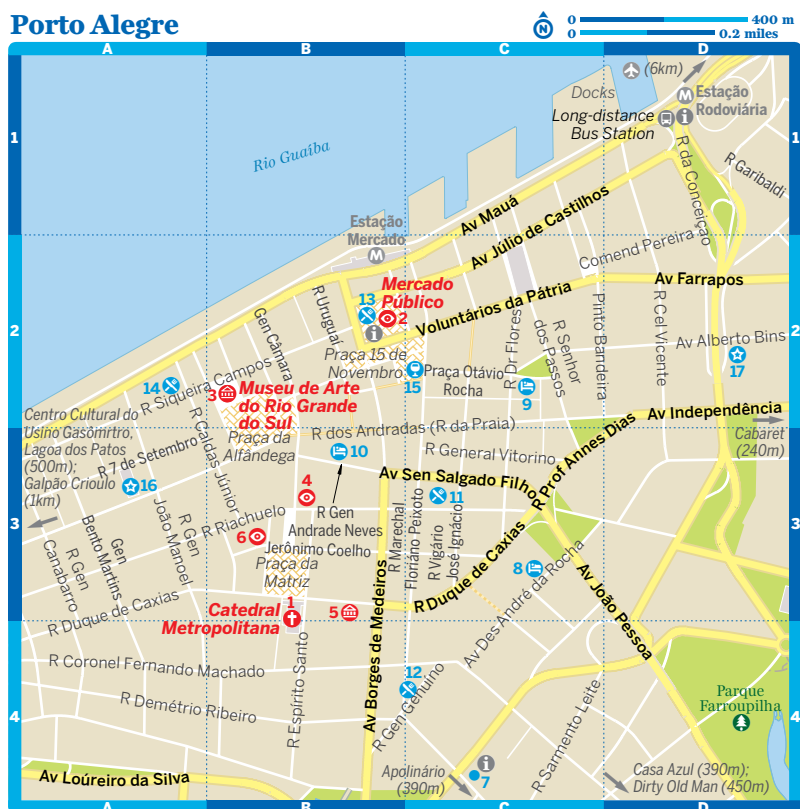 Porto Alegre
N
0 400 m
0 0.2 miles
A B C D
(6km)
Docks
M Estação
Rodoviária
Long-distance
Bus Station
i
1 1
Rio Guaíba
R da Conceição
R Garibaldi
Av Mauá
Estação
Mercado
M
Av Júlio de Castilhos
Comend Pereira
Av Farrapos
Mercado
Público
13
2
i
R Uruguai
Gen Câmara
Voluntários da Pátria
2 2
R Dr Flores
R Senhor
dos Passos
Pinto Bandeira
R Cel Vicente
Av Alberto Bins
17
Praça 15 de
Novembro
15
Praça Otávio
Rocha
9
14
R Siqueira Campos
3
Museu de Arte
do Rio Grande
do Sul
Av Independência
Cabaret
(240m)
Centro Cultural do
Usino Gasômrtro,
Lagoa dos Patos
(500m);
Galpão Crioulo
(1km)
R 7 de Setembro
16
R Caldas Júnior
Praça da
Alfândega
R dos Andradas (R da Praia)
10
R General Vitorino
R Prof Annes Dias
Av Sen Salgado Filho
4
11
R Gen
Andrade Neves
R Marechal
Floriáno Peixoto
R Vigário
José Ignácio
3 3
R Riachuelo
6
Jerônimo Coelho
Praça da
Matriz
R Gen
Canabarro
Gen
Bento Martins
R Gen
João Manoel
R Duque de Caxias
8
R Duque de Caxias
Catedral
Metropolitana
1
5
Av Borges de Medeiros
Av Des André da Rocha
Av João Pessoa
R Coronel Fernando Machado
R Espírito Santo
12
R Gen Genuino
R Demétrio Ribeiro
R Sarmento Leite
Parque
Farroupilha
4 4
Av Loúreiro da Silva
Apolinário
(390m)
i
7
Casa Azul (390m);
Dirty Old Man (450m)
A B C D